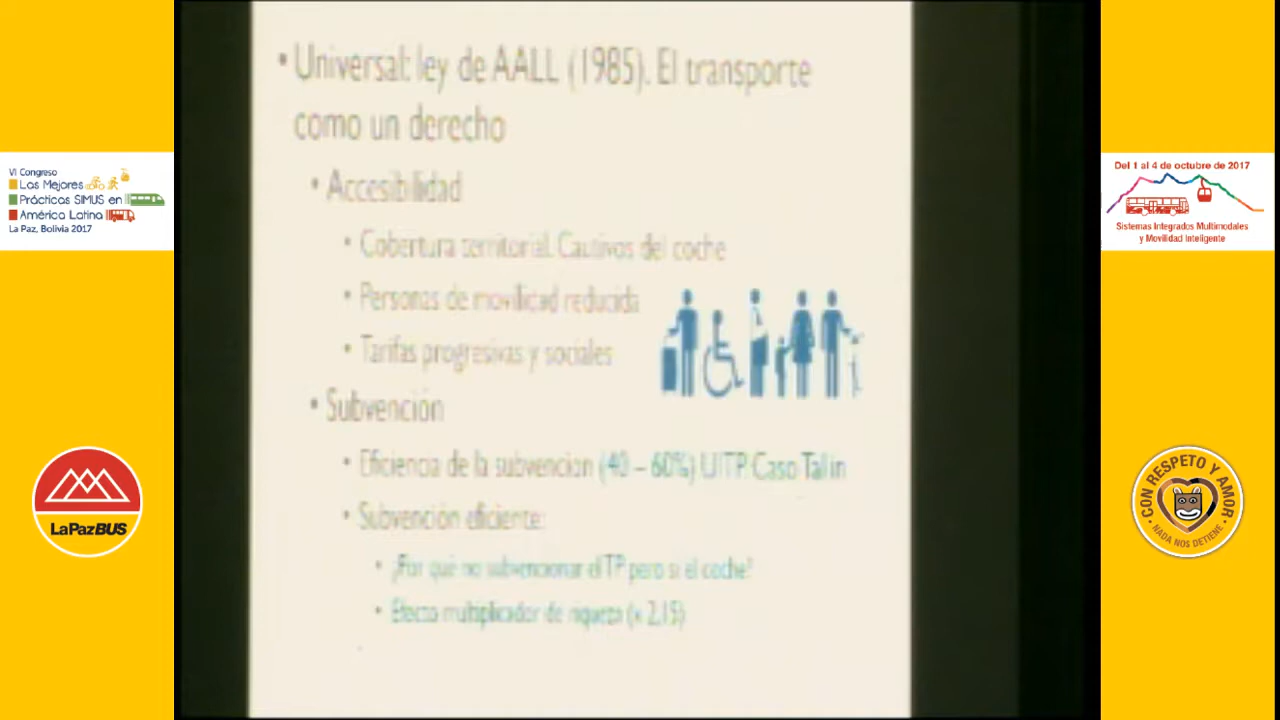 • Universal: ley de AALL (1985). El transporte
como un derecho
• Accesibilidad
• Cobertura territorial. Cautivos del coche
• Personas de movilidad reducida
• Tarifas progresivas y sociales
• Subvención
• Eficiencia de la subvencion (40 – 60%) UITP. Caso Talin
• Subvención eficiente:
• ¿Por qué no subvencionar el TP pero si el coche?
• Efecto multiplicador de riqueza (x 2,15)
VI Congreso
Las Mejores
Prácticas SIMUS en
América Latina
La Paz, Bolivia 2017
LaPazBUS
Del 1 al 4 de octubre de 2017
Sistemas Integrados Multimodales
y Movilidad Inteligente
CON RESPETO Y AMOR
NADA NOS DETIENE